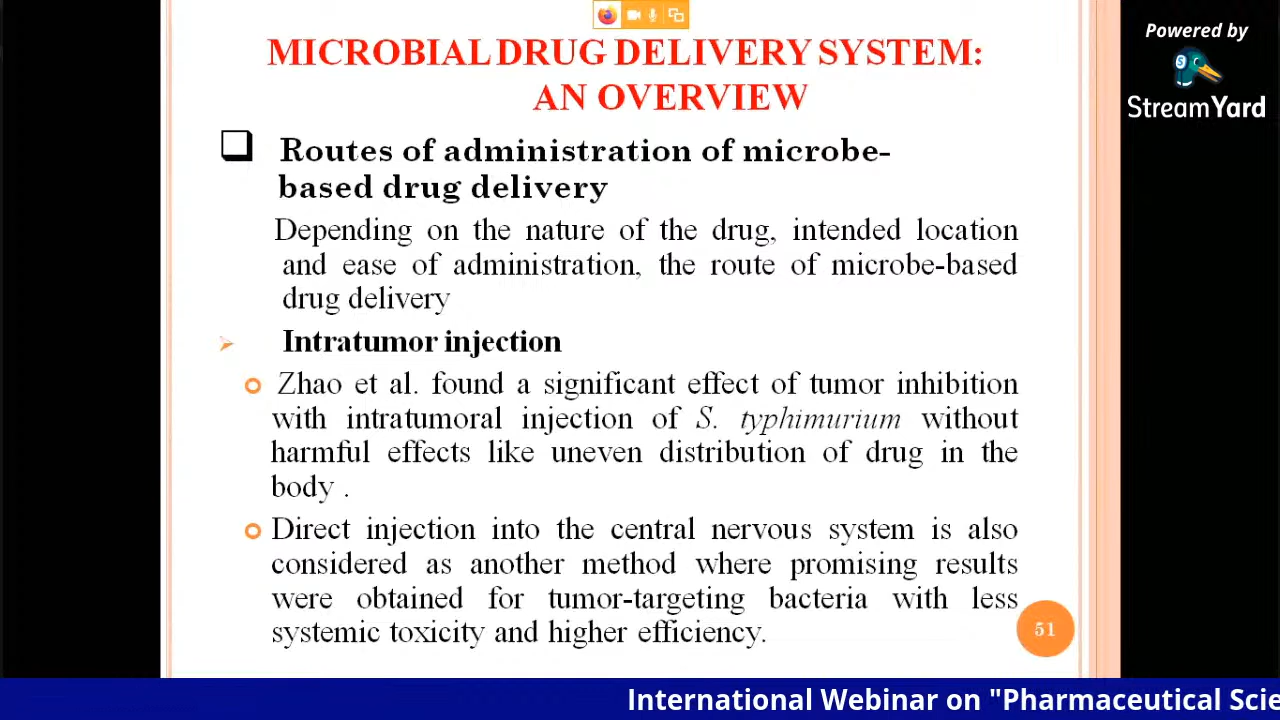 MICROBIAL DRUG DELIVERY SYSTEM:
AN OVERVIEW
Routes of administration of microbe-
based drug delivery
Depending on the nature of the drug, intended location
and ease of administration, the route of microbe-based
drug delivery
Intratumor injection
Zhao et al. found a significant effect of tumor inhibition
with intratumoral injection of S. typhimurium without
harmful effects like uneven distribution of drug in the
body .
Direct injection into the central nervous system is also
considered as another method where promising results
were obtained for tumor-targeting bacteria with less
systemic toxicity and higher efficiency.
51
Powered by
StreamYard
International Webinar on "Pharmaceutical Scie